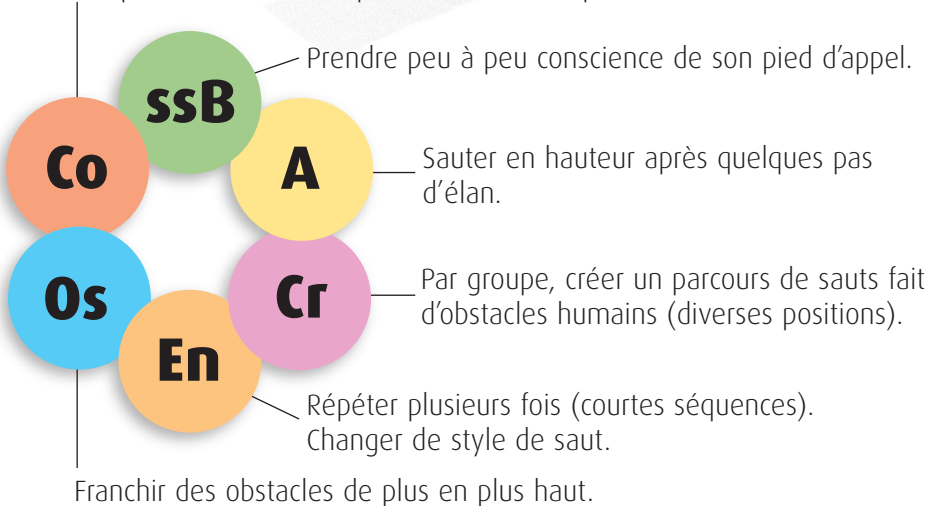 Prendre peu à peu conscience de son pied d'appel.
ssB
Co
A
Sauter en hauteur après quelques pas
d'élan.
Os
Cr
Par groupe, créer un parcours de sauts fait
d'obstacles humains (diverses positions).
En
Répéter plusieurs fois (courtes séquences).
Changer de style de saut.
Franchir des obstacles de plus en plus haut.